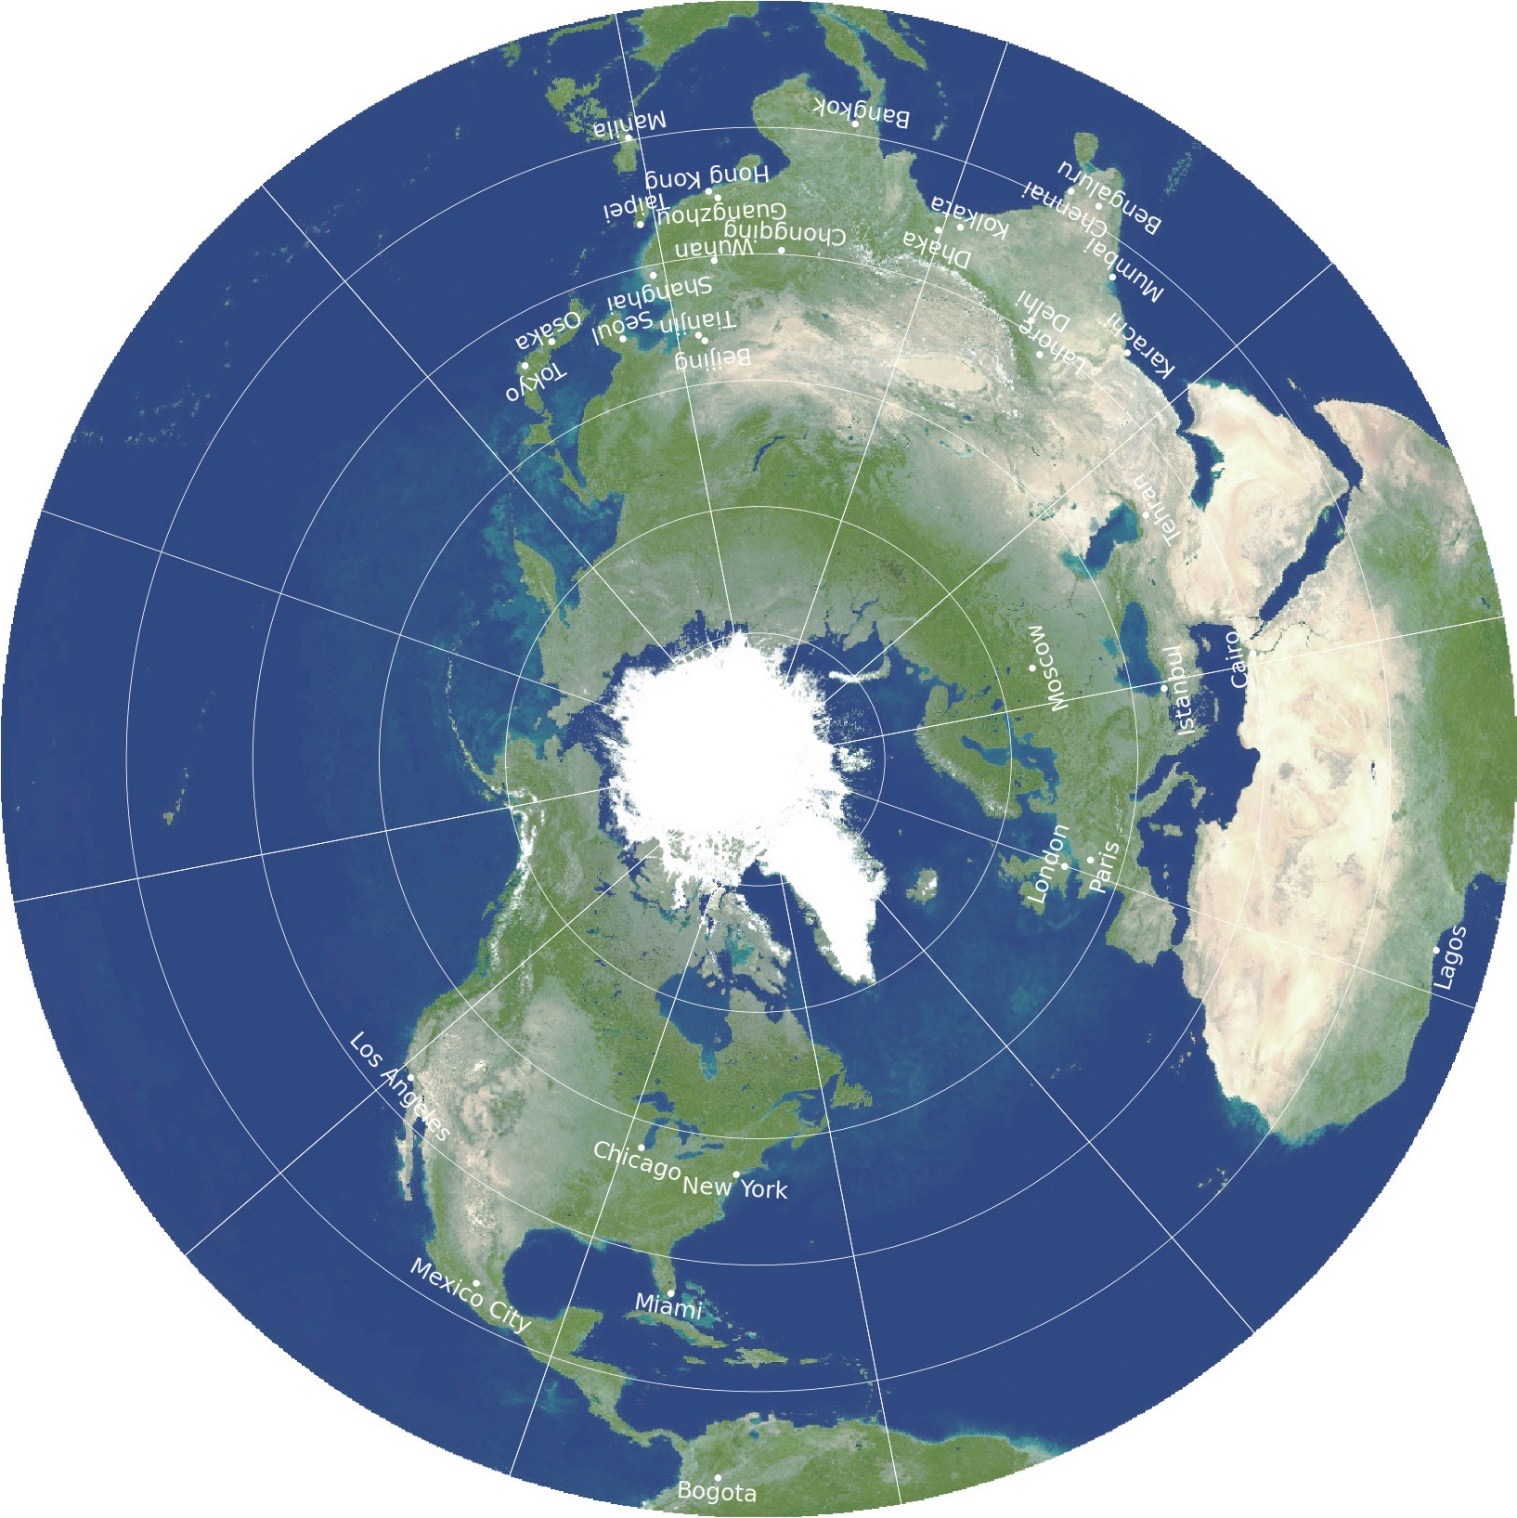 Bangkok
Manila
Hong Kong
Taipei
Guangzhou
Chongqing
Wuhan
Kolkata
Dhaka
Chennai
Bengaluru
Mumbai
Shanghai
Delhi
Lahore
Karachi
Osaka
Seoul
Tianjin
Beijing
Tokyo
Tehran
Moscow
Istanbul
Cairo
London
Paris
Lagos
Los Angeles
Chicago
New York
Mexico City
Miami
Bogota